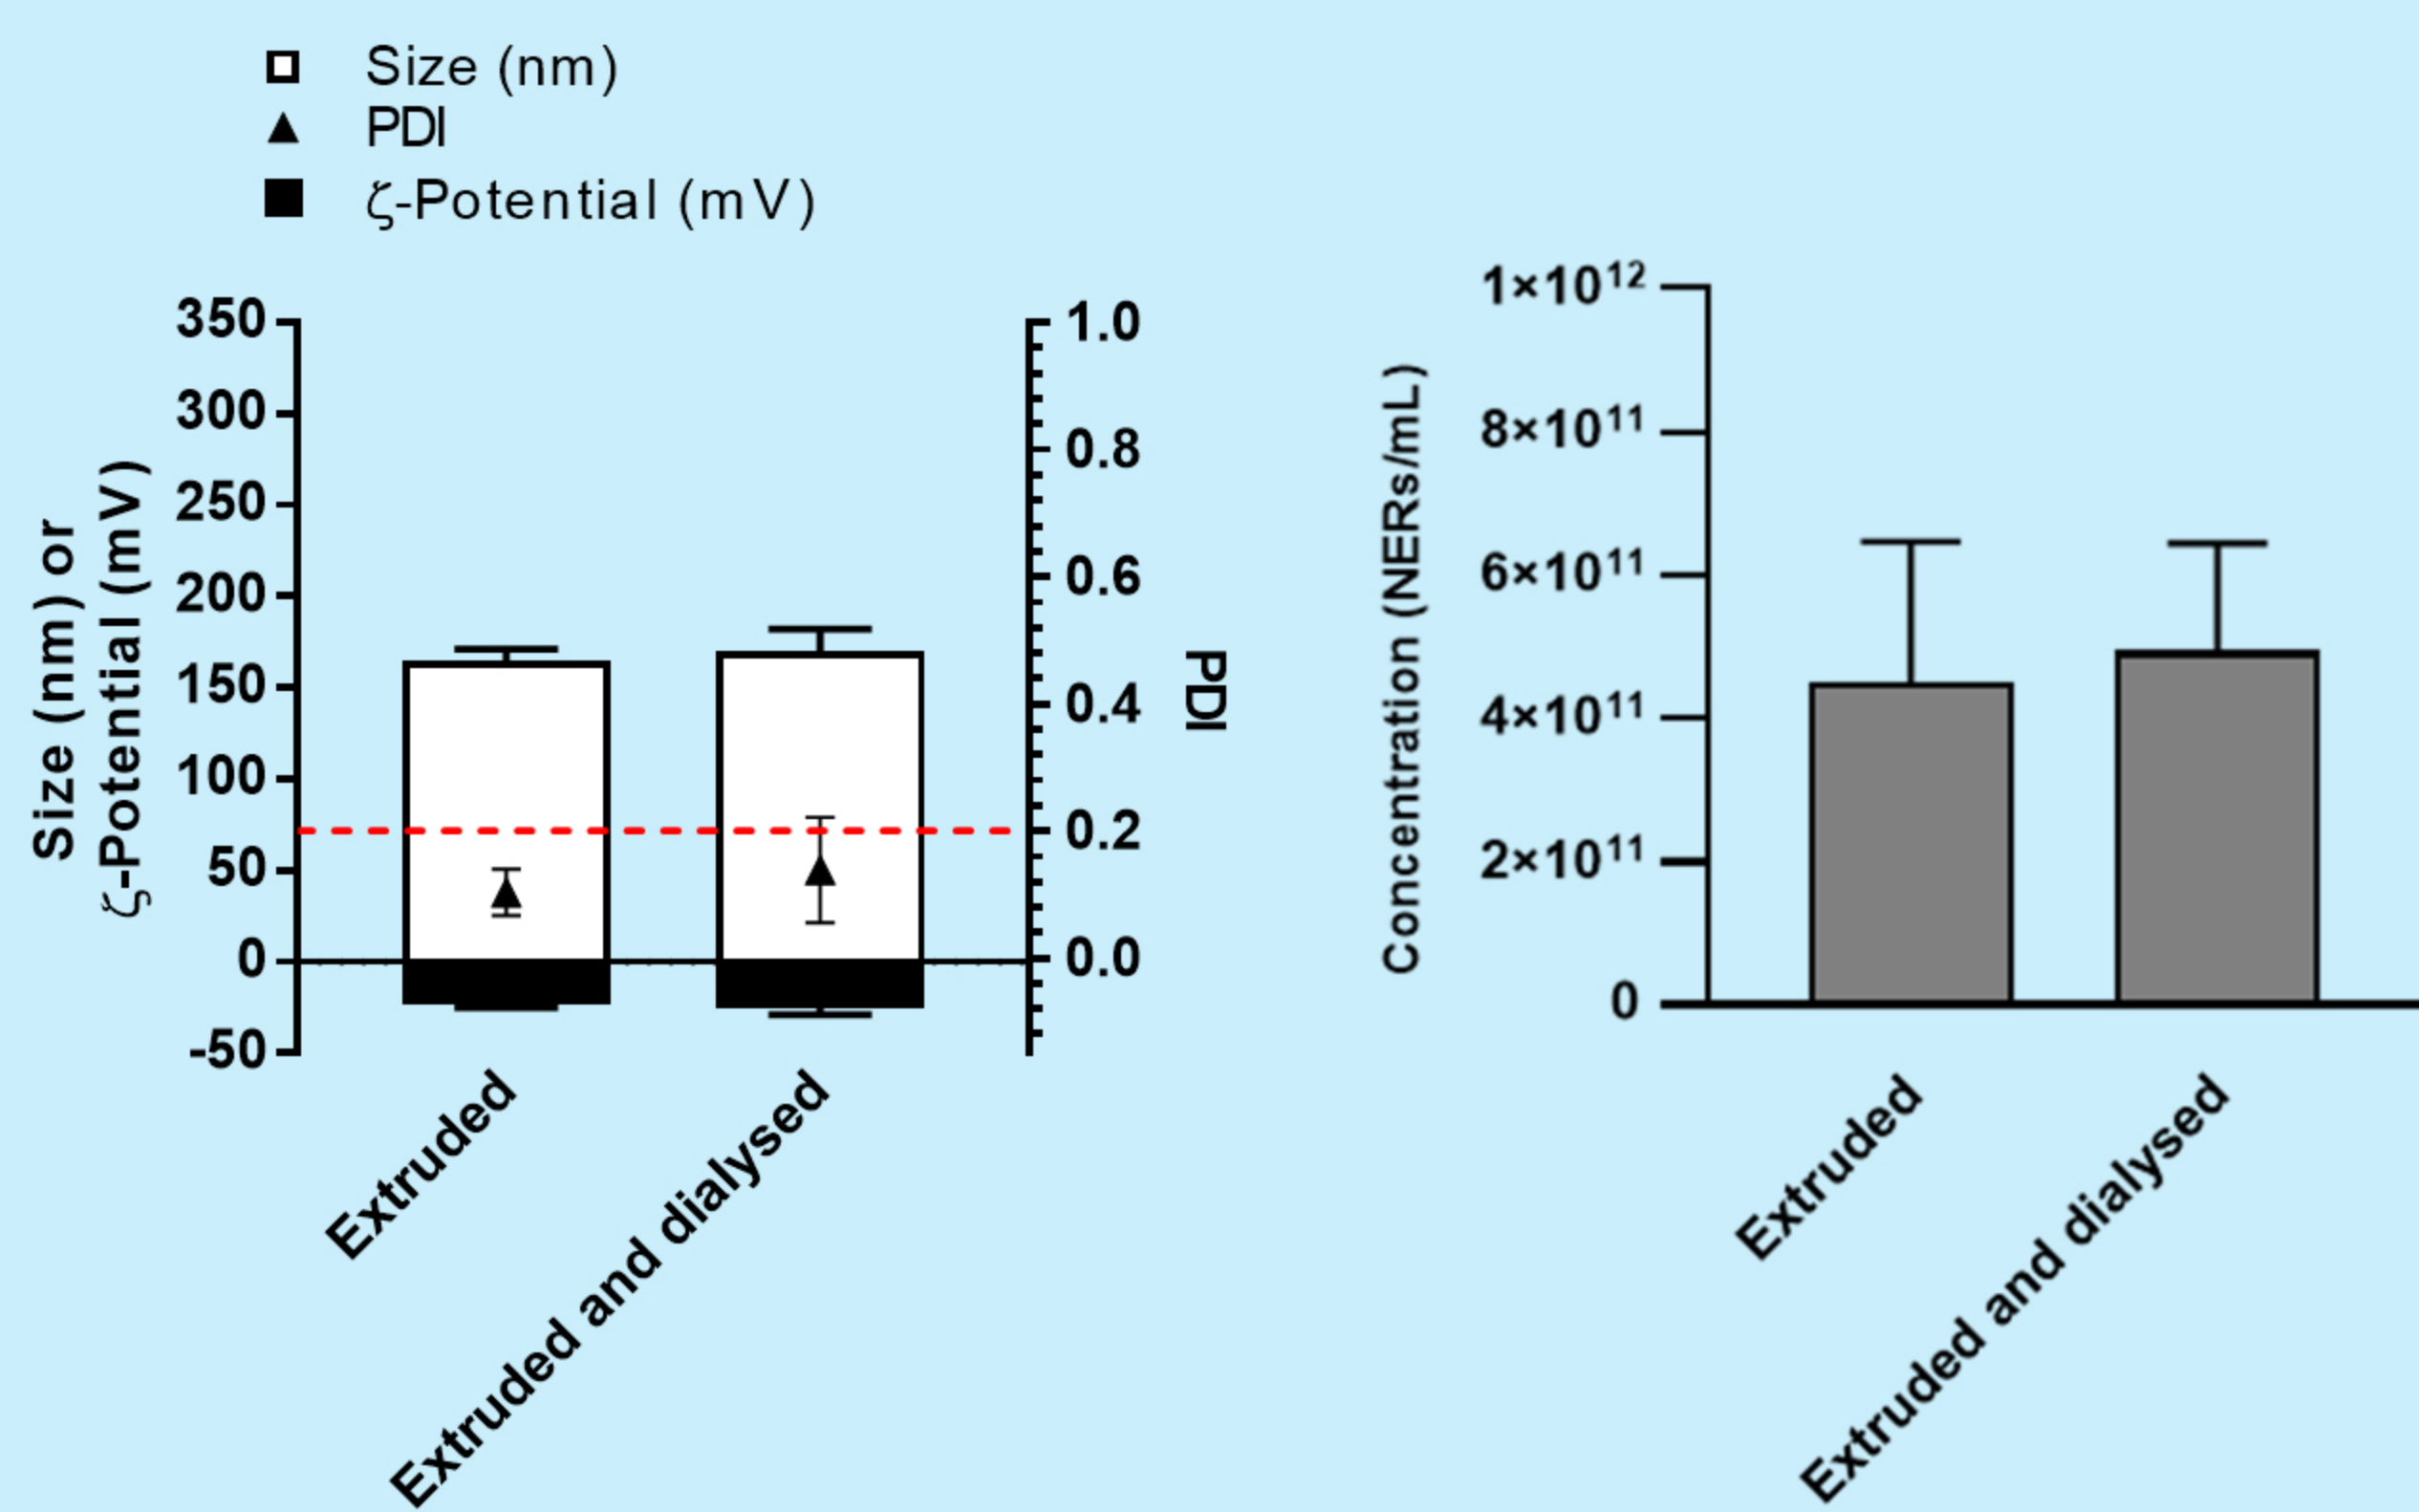 Size (nm)
PDI
ζ-Potential (mV)
Size (nm) or
ζ-Potential (mV)
350
300
250
200
150
100
50
0
-50
1.0
0.8
0.6
0.4
0.2
0.0
PDI
Extruded
Extruded and dialysed
Concentration (NERs/mL)
1×10¹²
8×10¹¹
6×10¹¹
4×10¹¹
2×10¹¹
0
Extruded
Extruded and dialysed